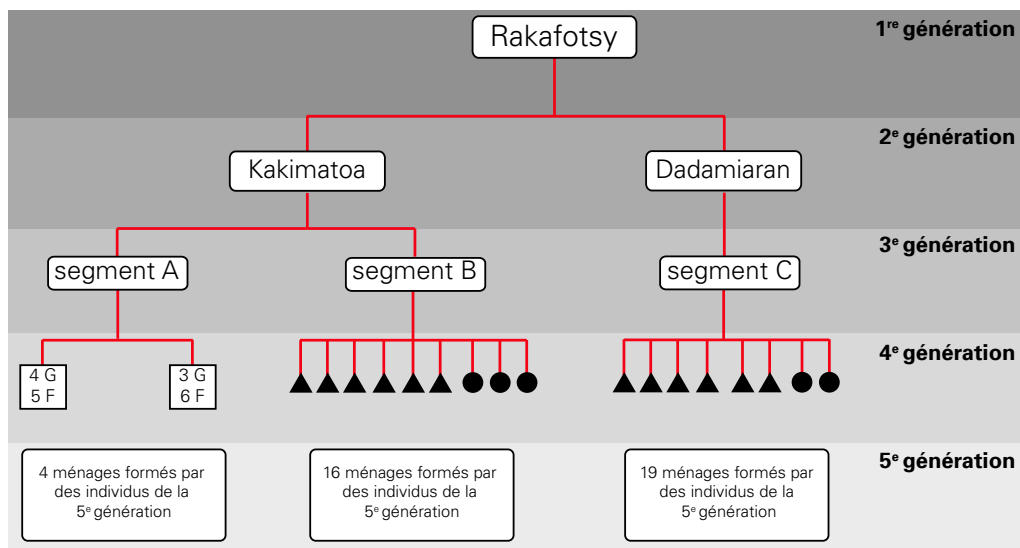 Rakafotsy
1re génération
2e génération
Kakimatoa
Dadamiaran
3e génération
segment A
segment B
segment C
4e génération
4 G
5 F
3 G
6 F
5e génération
4 ménages formés par
des individus de la
5e génération
16 ménages formés par
des individus de la
5e génération
19 ménages formés par
des individus de la
5e génération